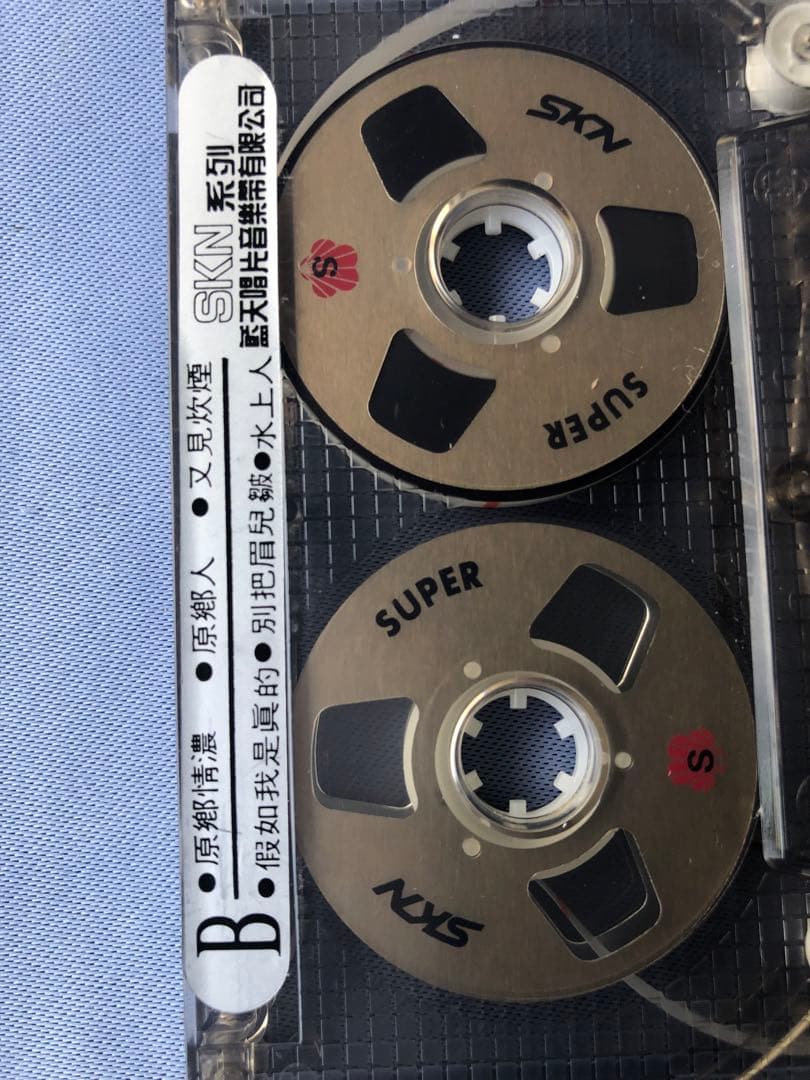 B
●原鄉情濃 ●原鄉人 ●又見炊煙
●假如我是眞的●別把眉兒皺●水上人
SKN 系列
藍天唱片音樂帶有限公司
SKN
S
SUPER
SUPER
S
SKN